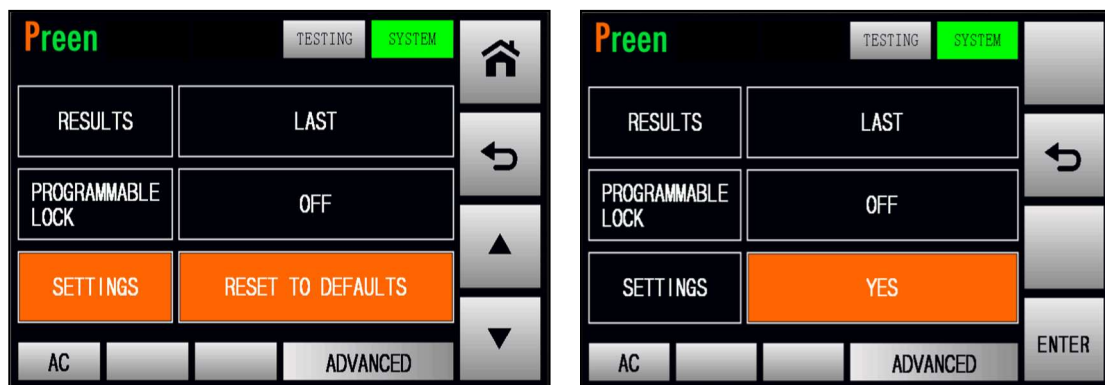 Preen TESTING SYSTEM
RESULTS LAST
PROGRAMMABLE
LOCK
OFF
SETTINGS RESET TO DEFAULTS
AC ADVANCED
Preen TESTING SYSTEM
RESULTS LAST
PROGRAMMABLE
LOCK
OFF
SETTINGS YES
AC ADVANCED ENTER